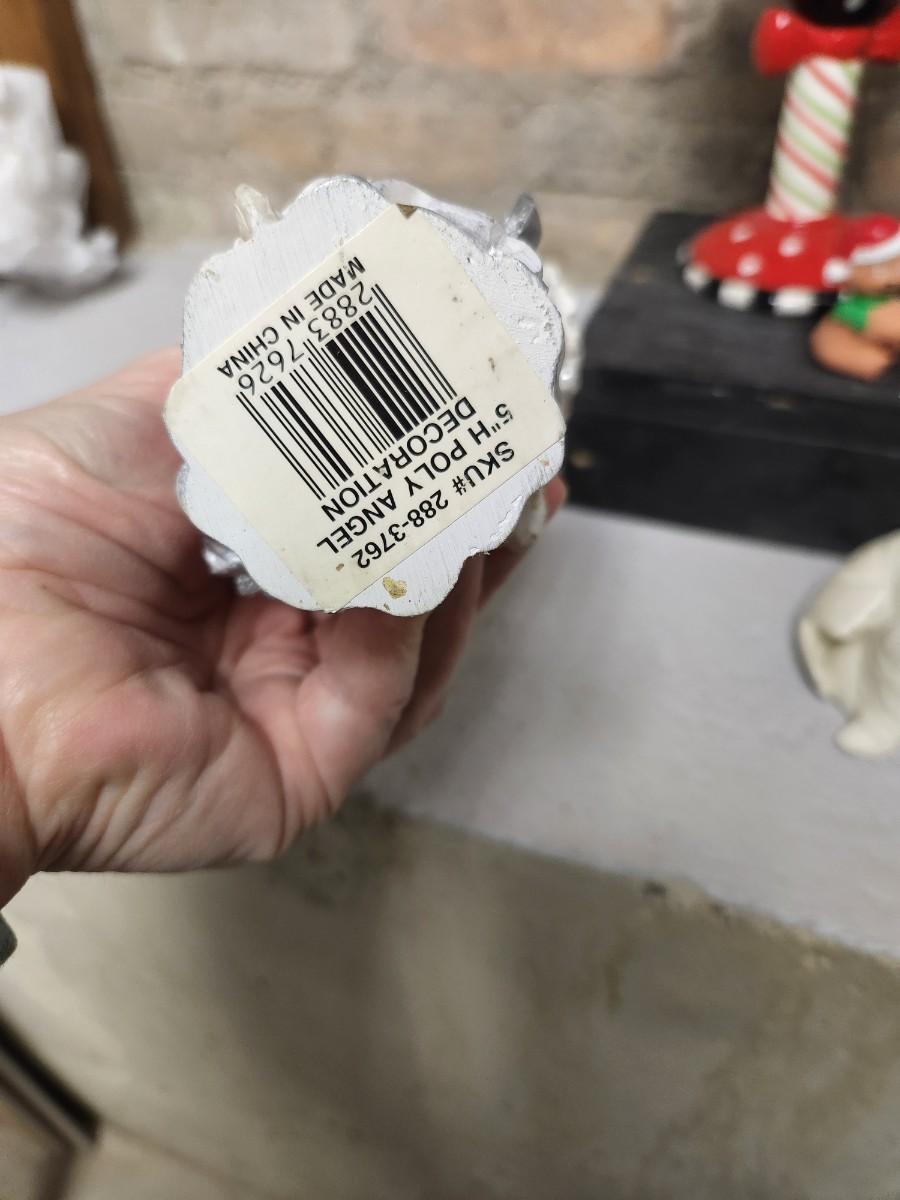 SKU# 288-3762
5"H POLY ANGEL
DECORATION
2883 7626
MADE IN CHINA